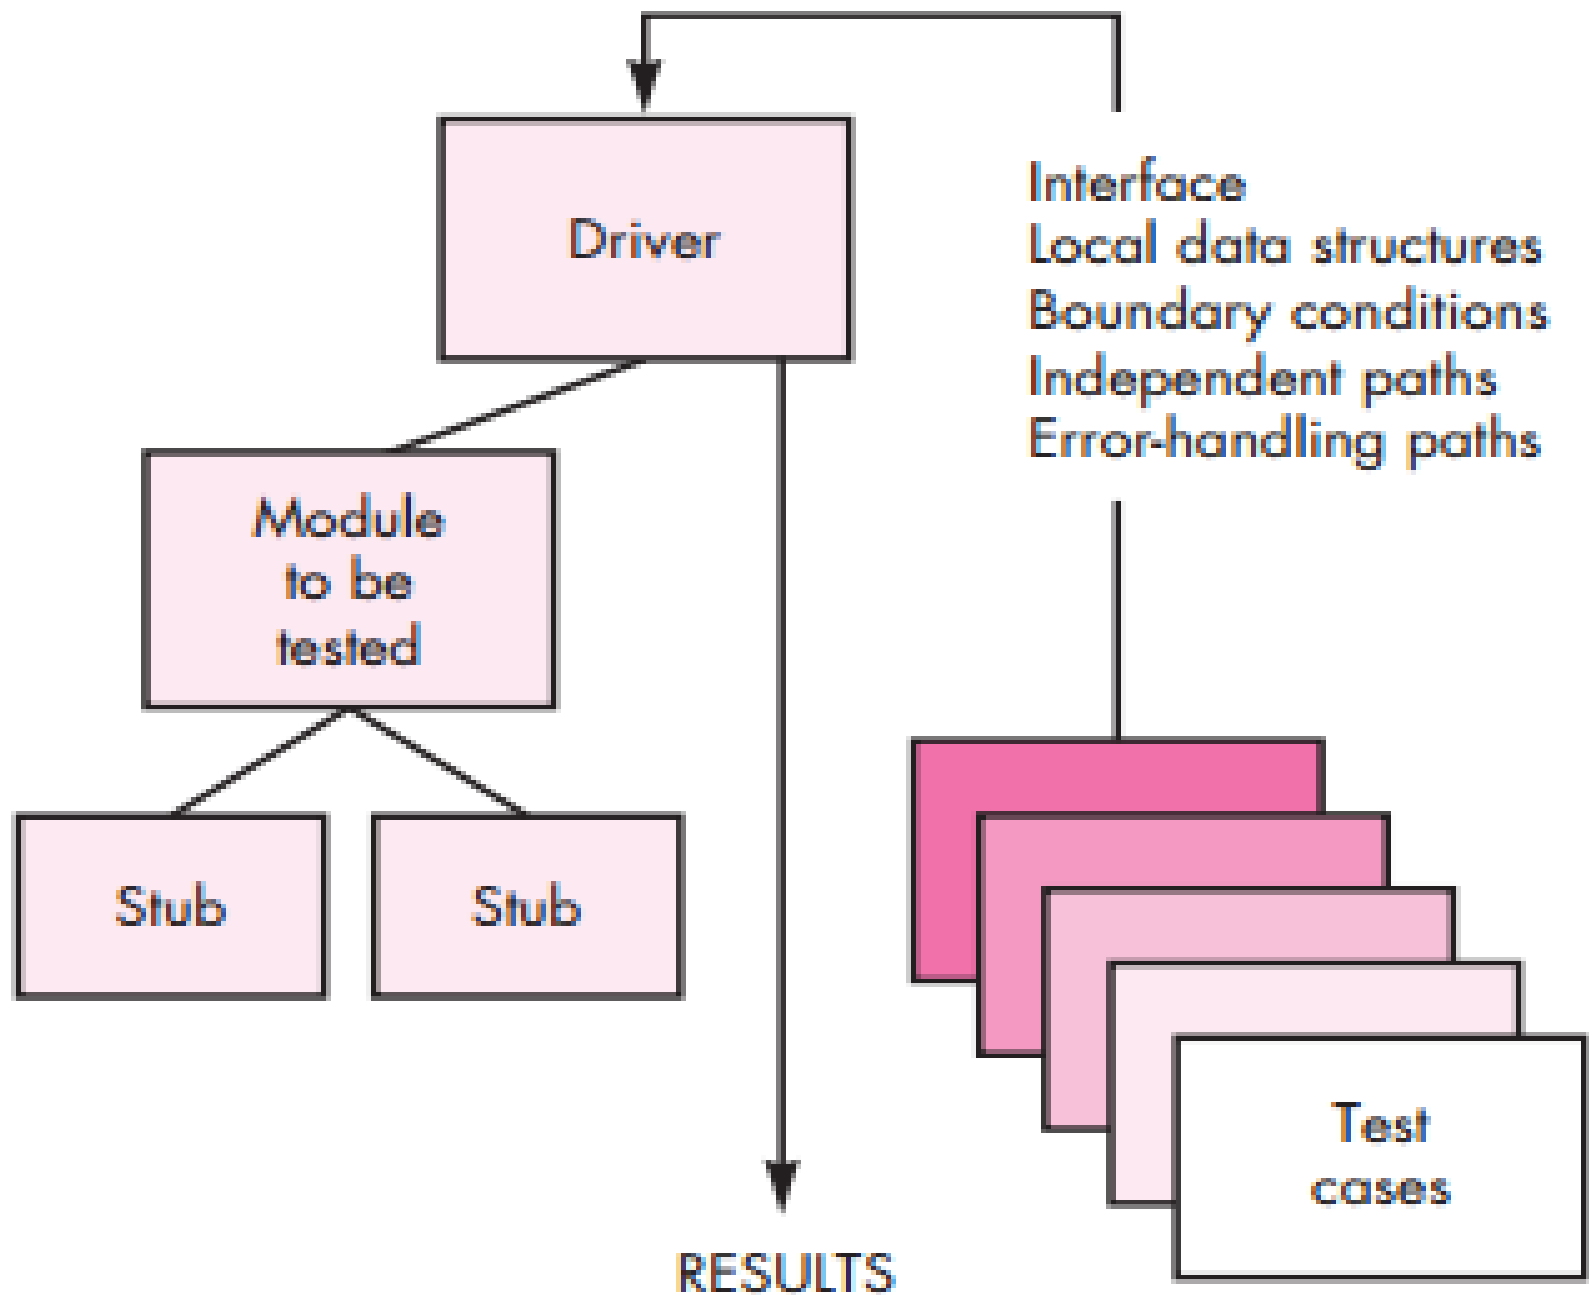 Driver
Interface
Local data structures
Boundary conditions
Independent paths
Error-handling paths
Module
to be
tested
Stub
Stub
Test
cases
RESULTS